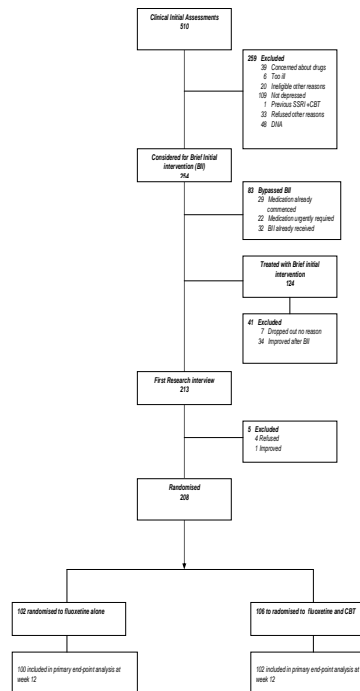 Clinical Initial Assessments
510
259 Excluded
39 Concerned about drugs
6 Too ill
20 Ineligible other reasons
109 Not depressed
1 Previous SSRI +CBT
33 Refused other reasons
48 DNA
Considered for Brief Initial
intervention (BII)
254
83 Bypassed BII
29 Medication already
commenced
22 Medication urgently required
32 BII already received
Treated with Brief initial
intervention
124
41 Excluded
7 Dropped out no reason
34 Improved after BII
First Research interview
213
5 Excluded
4 Refused
1 Improved
Randomised
208
102 randomised to fluoxetine alone
106 to radomised to fluoxetine and CBT
100 included in primary end-point analysis at
week 12
102 included in primary end-point analysis at
week 12